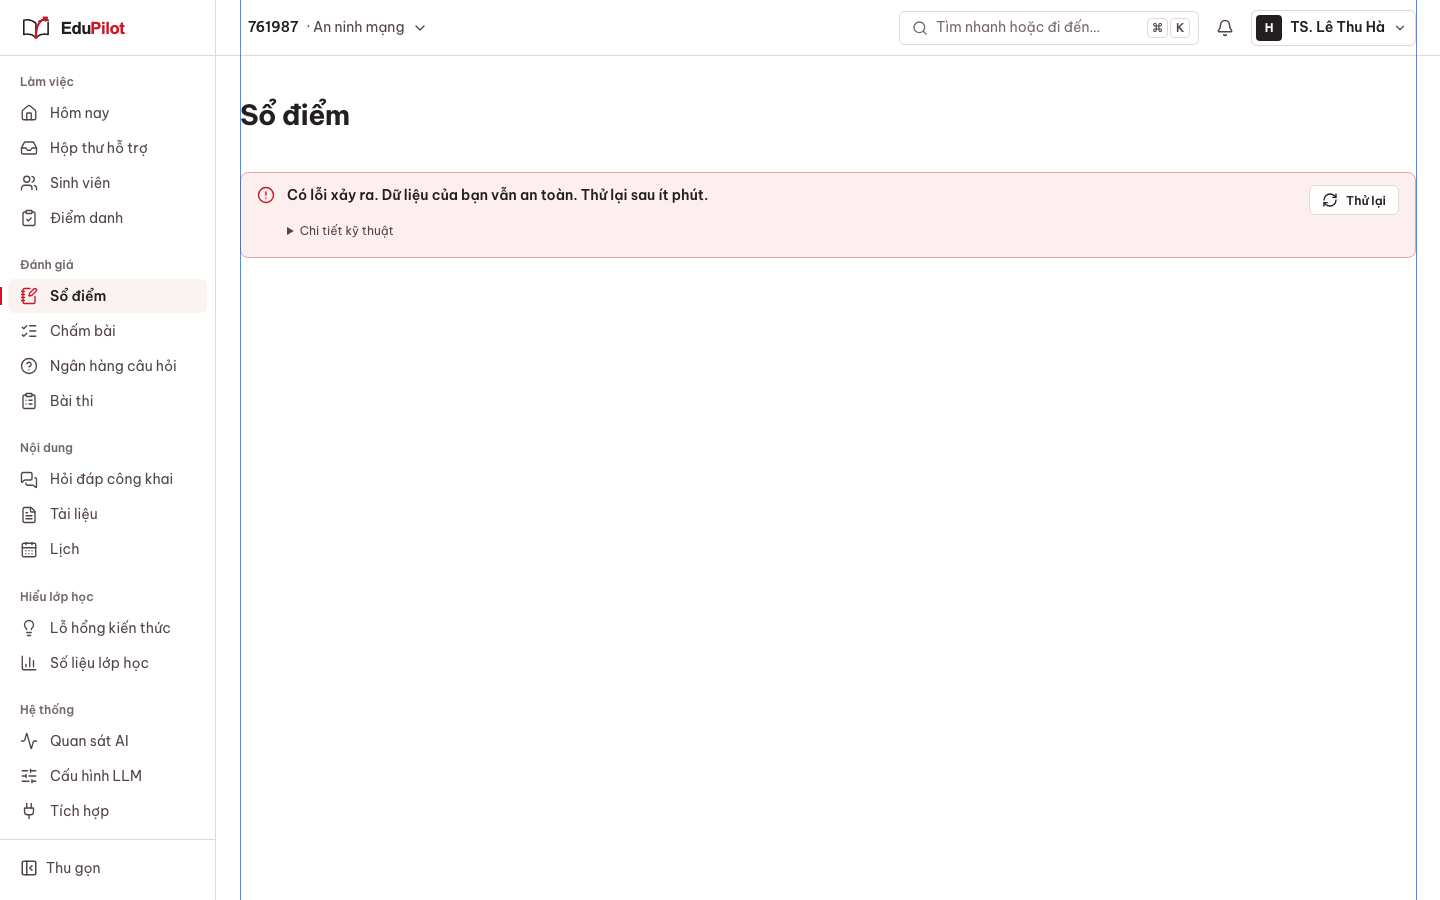 EduPilot
761987 · An ninh mạng
Tìm nhanh hoặc đi đến...
⌘ K
H
TS. Lê Thu Hà
Làm việc
Hôm nay
Hộp thư hỗ trợ
Sinh viên
Điểm danh
Đánh giá
Sổ điểm
Chấm bài
Ngân hàng câu hỏi
Bài thi
Nội dung
Hỏi đáp công khai
Tài liệu
Lịch
Hiểu lớp học
Lỗ hổng kiến thức
Số liệu lớp học
Hệ thống
Quan sát AI
Cấu hình LLM
Tích hợp
Thu gọn
Sổ điểm
Có lỗi xảy ra. Dữ liệu của bạn vẫn an toàn. Thử lại sau ít phút.
Thử lại
Chi tiết kỹ thuật